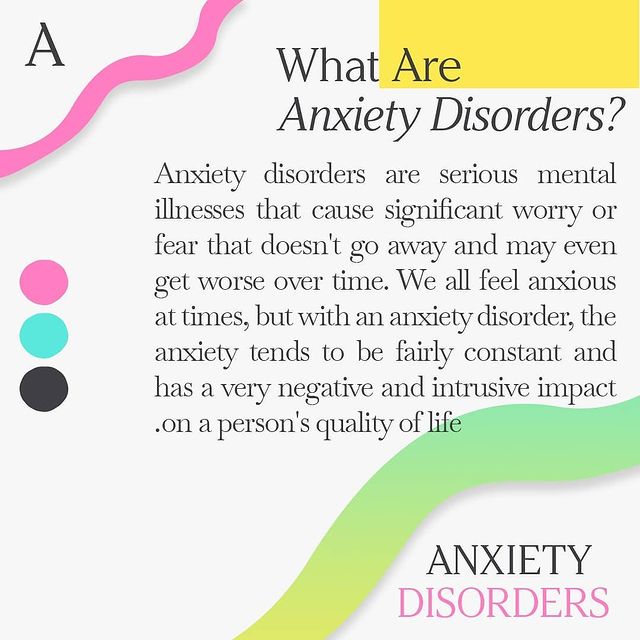 A
What Are
Anxiety Disorders?
Anxiety disorders are serious mental
illnesses that cause significant worry or
fear that doesn't go away and may even
get worse over time. We all feel anxious
at times, but with an anxiety disorder, the
anxiety tends to be fairly constant and
has a very negative and intrusive impact
.on a person's quality of life
ANXIETY
DISORDERS